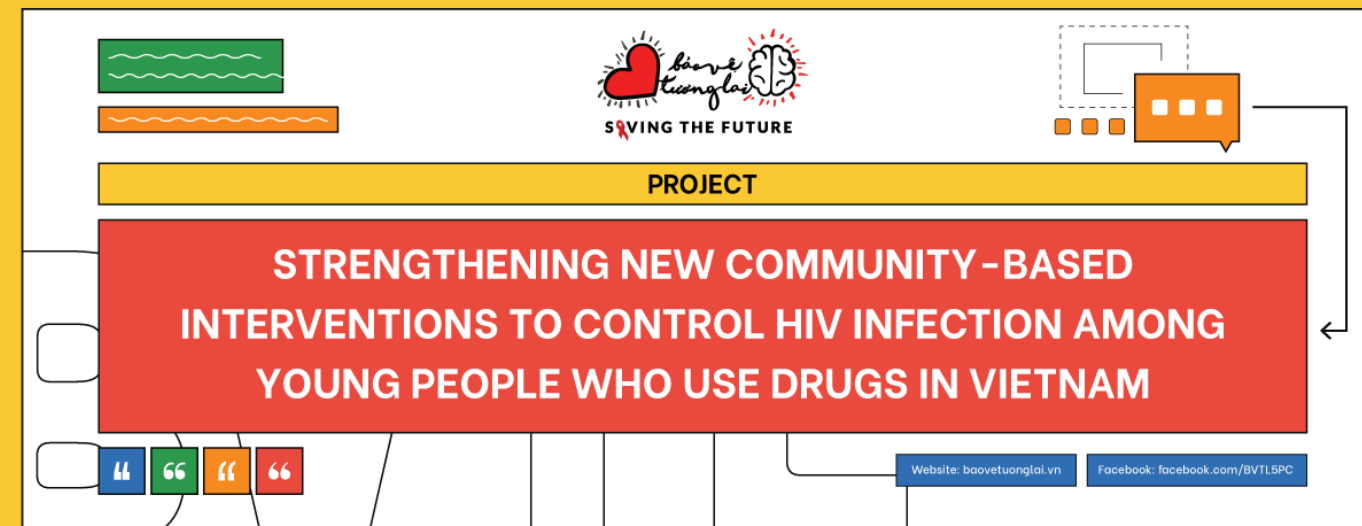 bảo vệ
tương lai
SAVING THE FUTURE
PROJECT
STRENGTHENING NEW COMMUNITY-BASED
INTERVENTIONS TO CONTROL HIV INFECTION AMONG
YOUNG PEOPLE WHO USE DRUGS IN VIETNAM
Website: baovetuonglai.vn
Facebook: facebook.com/BVTL5PC